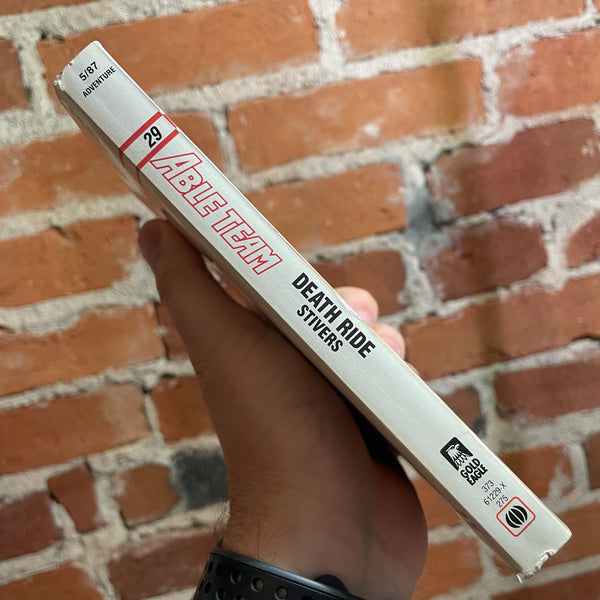 5/87
ADVENTURE
29
ABLE TEAM
DEATH RIDE
STIVERS
GOLD
EAGLE
373
61229-X
275